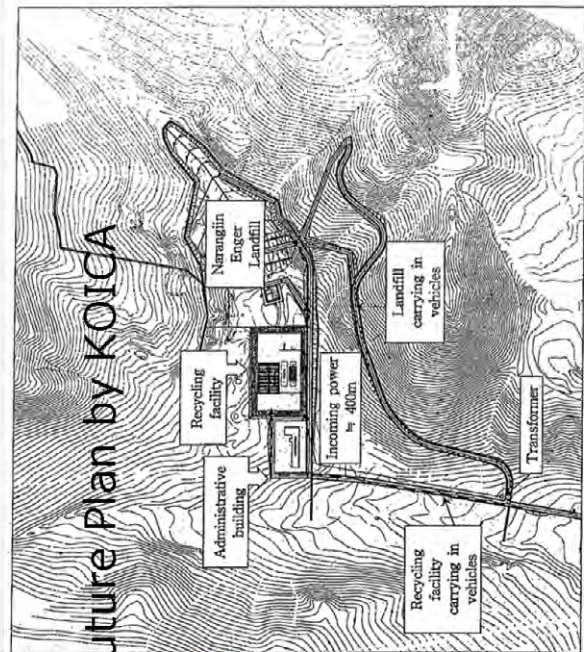 uture Plan by KOICA
Narangiin
Enger
Landfill
Recycling
facility
Administrative
building
Incoming power
≒ 400m
Landfill
carrying in
vehicles
Transformer
Recycling
facility
carrying in
vehicles